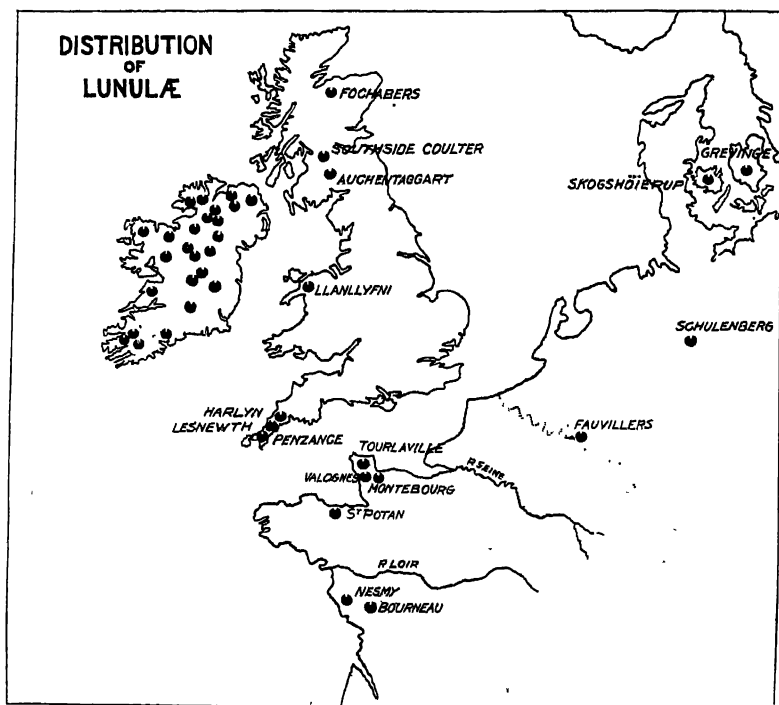 DISTRIBUTION
OF
LUNULÆ
FOCHABERS
SOUTHSIDE COULTER
AUCHENTAGGART
GREVINGE
SKOGSHÖIERUP
LLANLLYFNI
SCHULENBERG
HARLYN
LESNEWTH
PENZANCE
FAUVILLERS
TOURLAVILLE
R SEINE
VALOGNES
MONTEBOURG
ST POTAN
R LOIR
NESMY
BOURNEAU